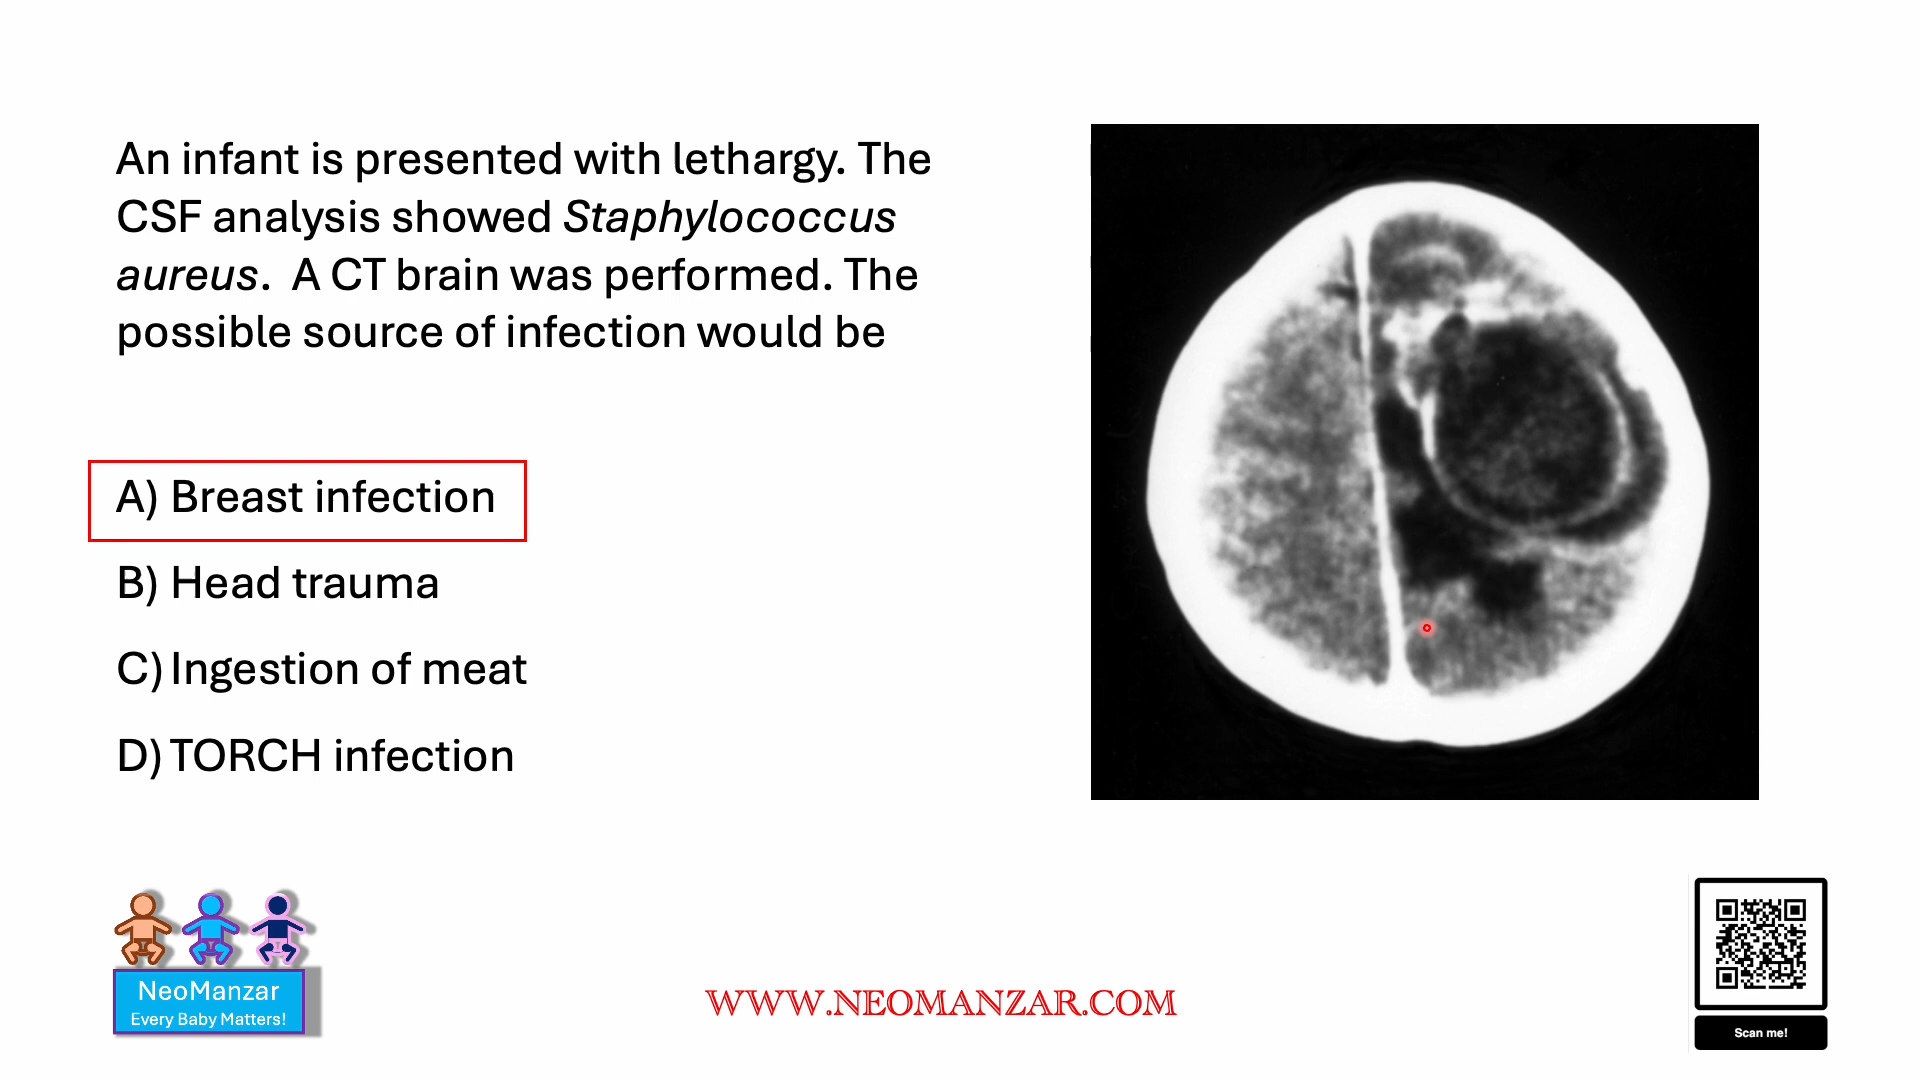 An infant is presented with lethargy. The
CSF analysis showed Staphylococcus
aureus. A CT brain was performed. The
possible source of infection would be
A) Breast infection
B) Head trauma
C) Ingestion of meat
D) TORCH infection
NeoManzar
Every Baby Matters!
WWW.NEOMANZAR.COM
Scan me!